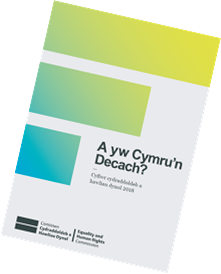 A yw Cymru'n
Decach?
Cyflwr cydraddoldeb a
hawliau dynol 2018
Comisiwn
Cydraddoldeb a
Hawliau Dynol
Equality and
Human Rights
Commission